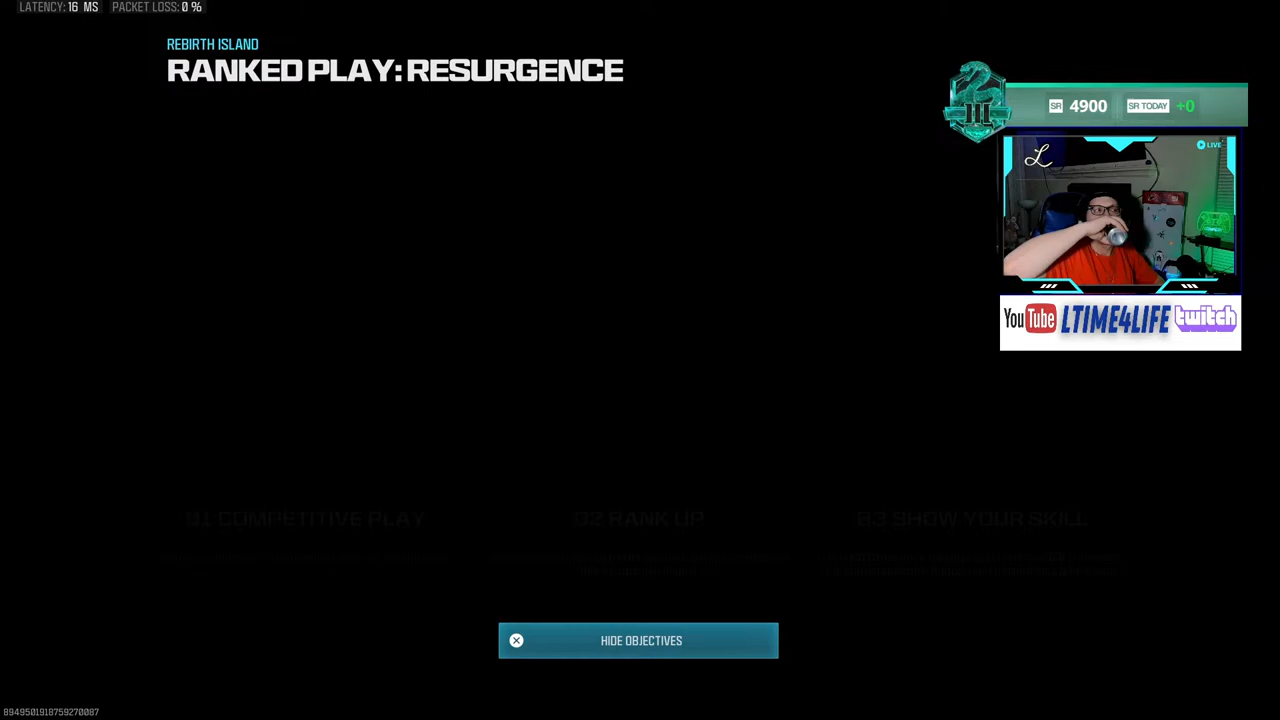 LATENCY: 16 MS PACKET LOSS: 0 %
REBIRTH ISLAND
RANKED PLAY: RESURGENCE
III
SR 4900 SR TODAY +0
L
LIVE
YouTube LTIME4LIFE twitch
01 COMPETITIVE PLAY
02 RANK UP
03 SHOW YOUR SKILL
HIDE OBJECTIVES
8949501918759270087